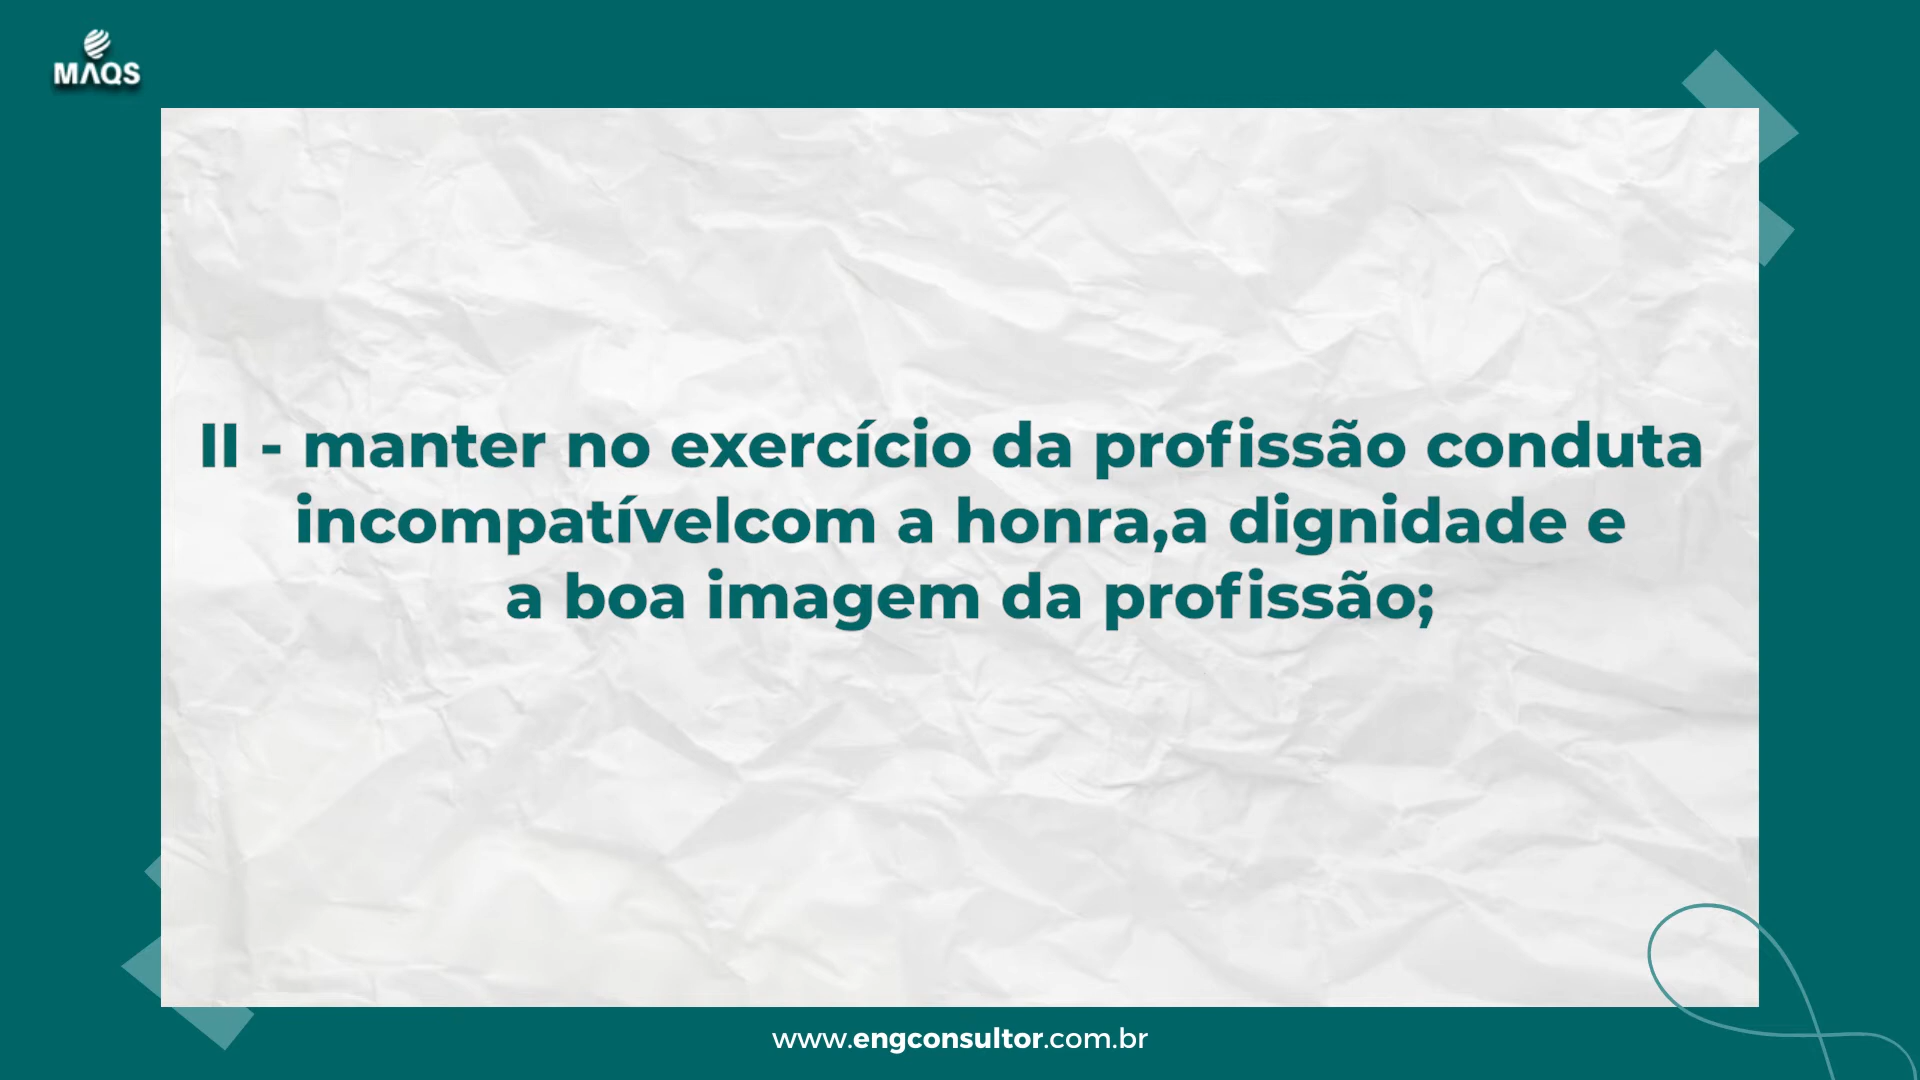 MAQS
II - manter no exercício da profissão conduta
incompatívelcom a honra,a dignidade e
a boa imagem da profissão;
www.engconsultor.com.br